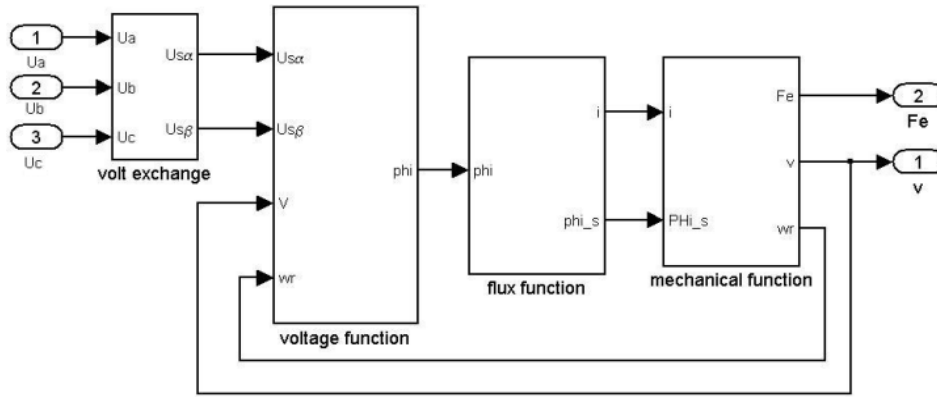 1
Ua
2
Ub
3
Uc
Ua
Ub
Uc
Usα
Usβ
volt exchange
Usα
Usβ
V
wr
phi
voltage function
phi
i
phi_s
flux function
i
PHi_s
Fe
v
wr
mechanical function
2
Fe
1
v